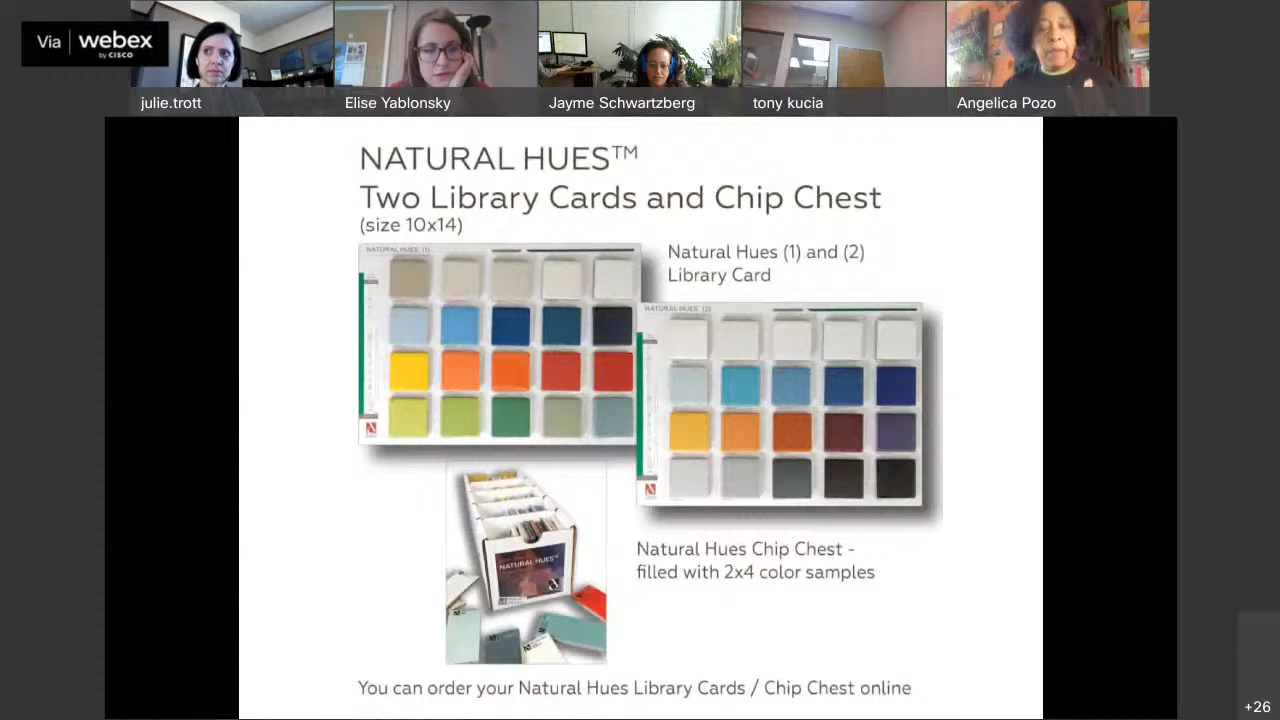 Via | webex
by CISCO
julie.trott
Elise Yablonsky
Jayme Schwartzberg
tony kucia
Angelica Pozo
NATURAL HUES™
Two Library Cards and Chip Chest
(size 10x14)
NATURAL HUES (1)
Natural Hues (1) and (2)
Library Card
NATURAL HUES (2)
NATURAL HUES™
Natural Hues Chip Chest -
filled with 2x4 color samples
You can order your Natural Hues Library Cards / Chip Chest online
+26